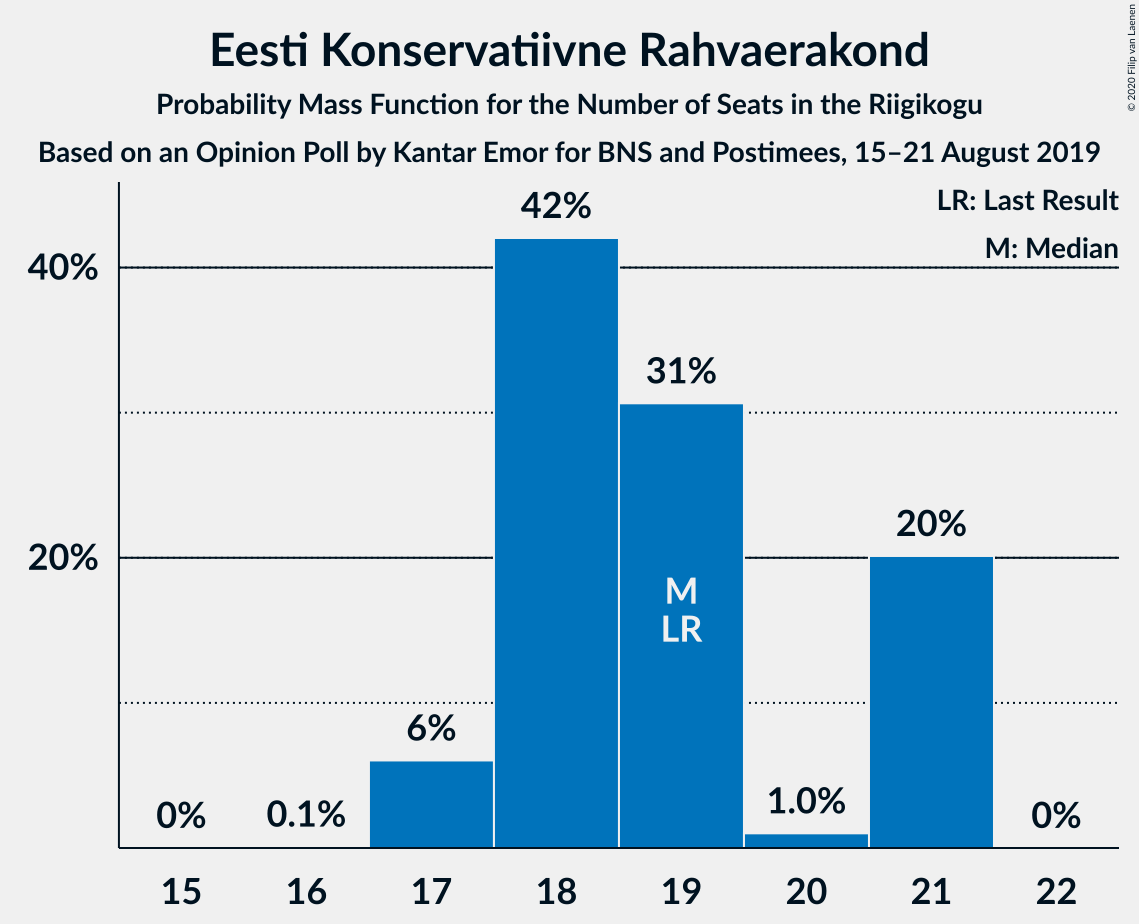 Eesti Konservatiivne Rahvaerakond
Probability Mass Function for the Number of Seats in the Riigikogu
Based on an Opinion Poll by Kantar Emor for BNS and Postimees, 15–21 August 2019
© 2020 Filip van Laenen
LR: Last Result
M: Median
40%
20%
0%
0.1%
6%
42%
31%
1.0%
20%
0%
M
LR
15
16
17
18
19
20
21
22